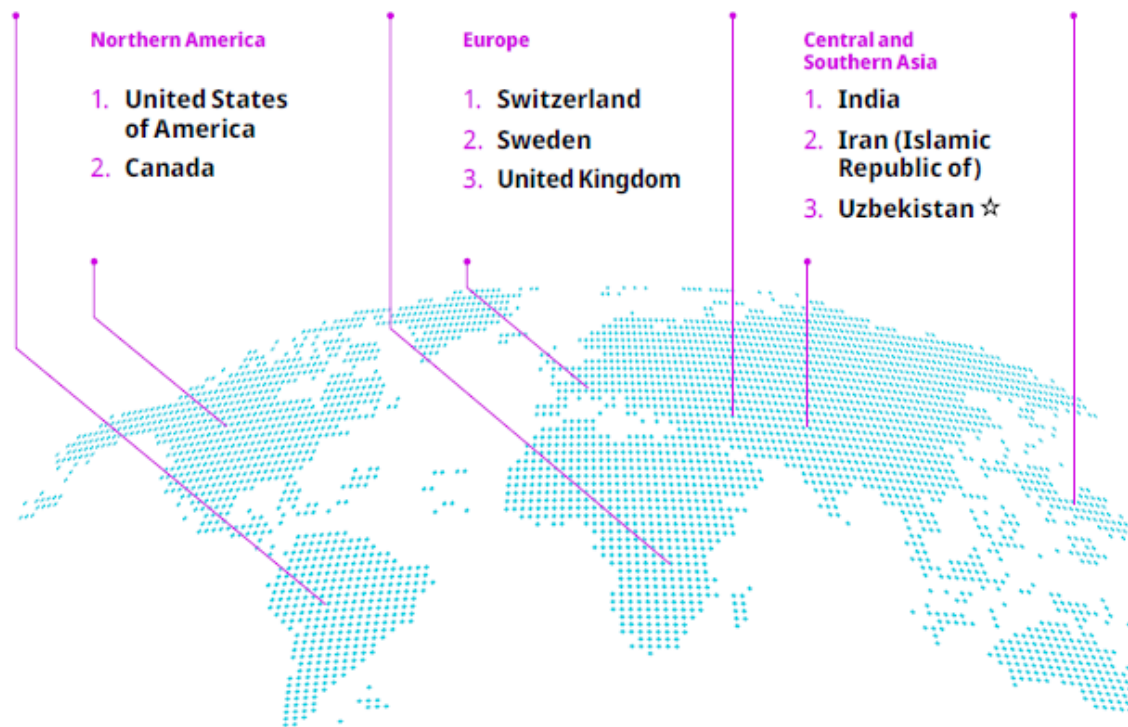 Northern America
1. United States
of America
2. Canada
Europe
1. Switzerland
2. Sweden
3. United Kingdom
Central and
Southern Asia
1. India
2. Iran (Islamic
Republic of)
3. Uzbekistan ☆